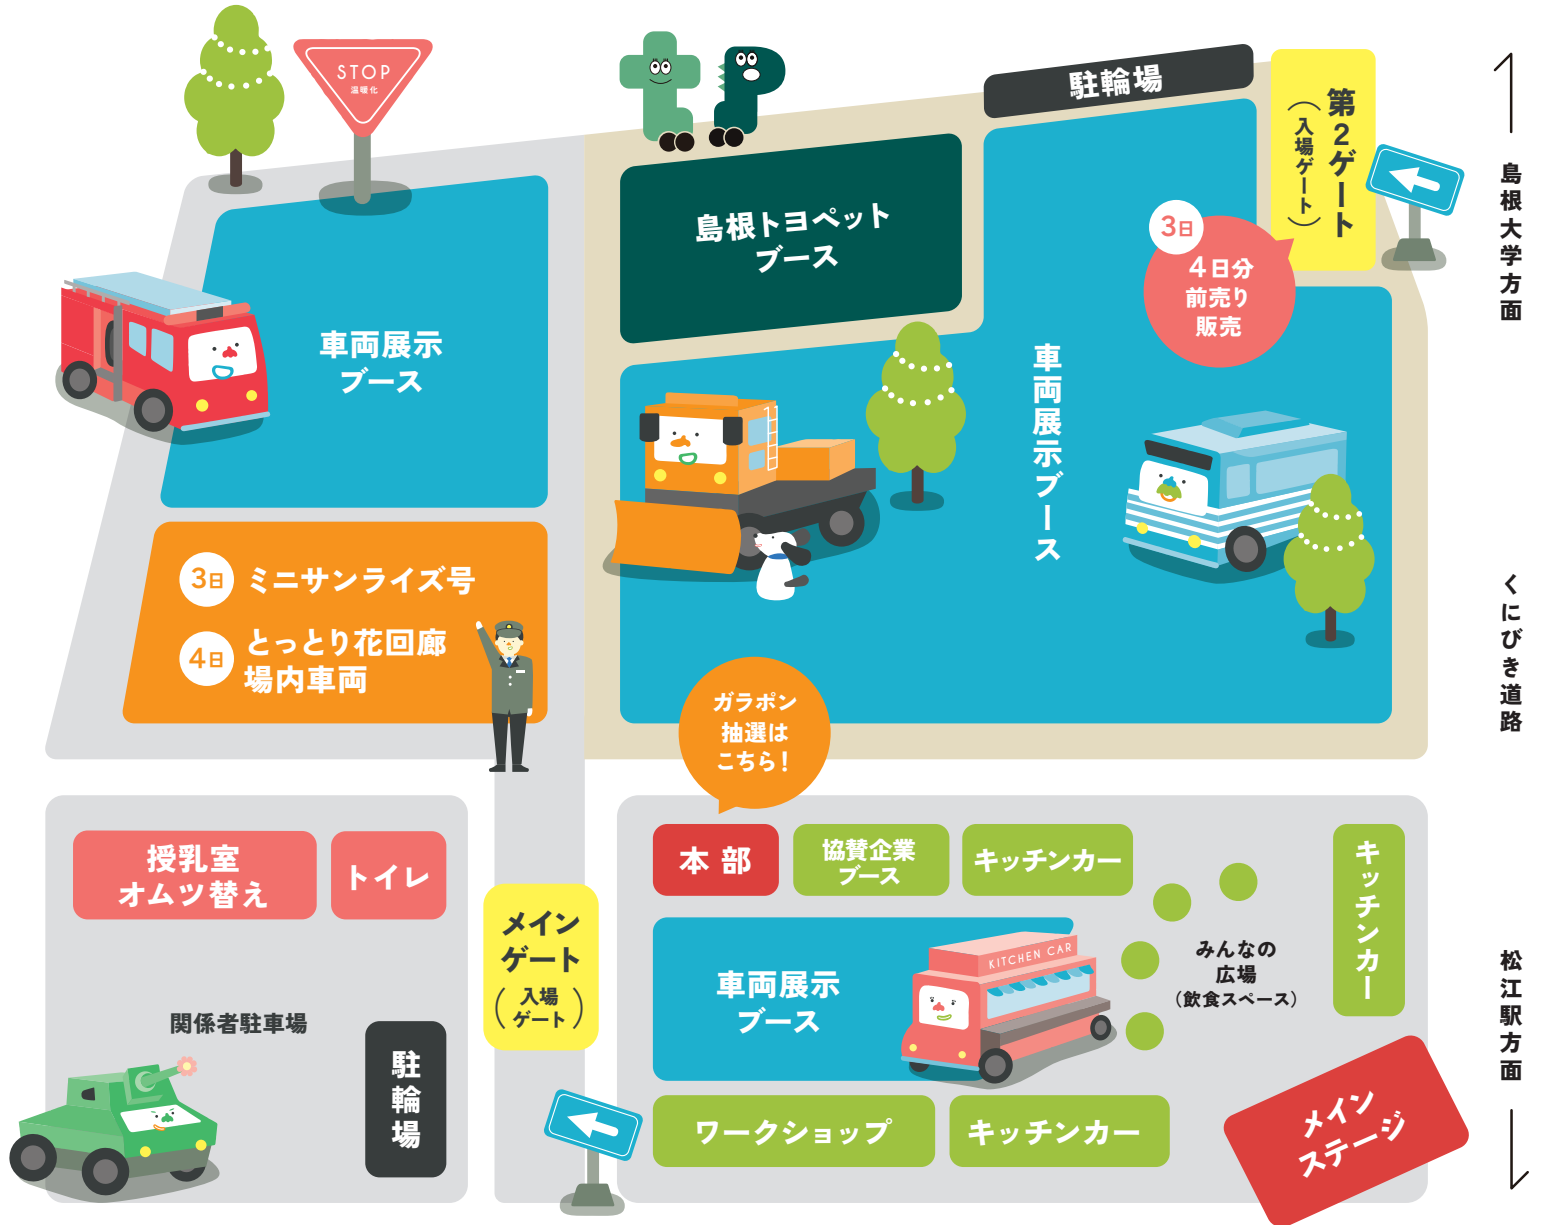 STOP
温暖化
駐輪場
第2ゲート
（入場ゲート）
島根大学方面
島根トヨペット
ブース
3日
4日分
前売り
販売
車両展示
ブース
車両展示ブース
3日 ミニサンライズ号
4日 とっとり花回廊
場内車両
くにびき道路
ガラポン
抽選は
こちら!
授乳室
オムツ替え
トイレ
本部
協賛企業
ブース
キッチンカー
キッチンカー
メイン
ゲート
（入場
ゲート）
車両展示
ブース
KITCHEN CAR
みんなの
広場
（飲食スペース）
松江駅方面
関係者駐車場
駐輪場
ワークショップ
キッチンカー
メイン
ステージ